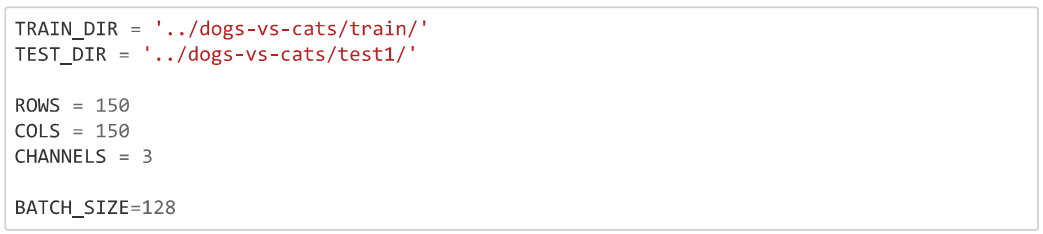 TRAIN_DIR = '../dogs-vs-cats/train/'
TEST_DIR = '../dogs-vs-cats/test1/'
ROWS = 150
COLS = 150
CHANNELS = 3
BATCH_SIZE=128